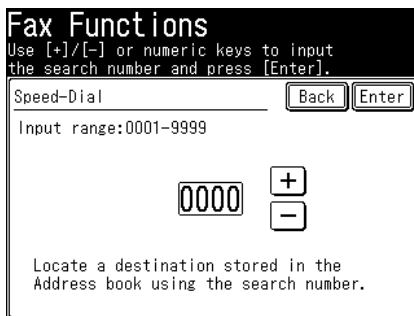 Fax Functions
Use [+]/[-] or numeric keys to input
the search number and press [Enter].
Speed-Dial
Back Enter
Input range:0001-9999
0000
+
-
Locate a destination stored in the
Address book using the search number.